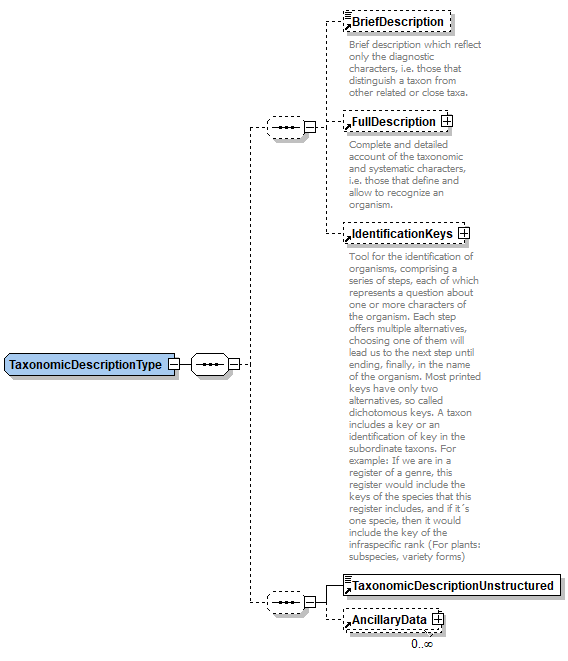 BriefDescription
Brief description which reflect
only the diagnostic
characters, i.e. those that
distinguish a taxon from
other related or close taxa.
FullDescription
Complete and detailed
account of the taxonomic
and systematic characters,
i.e. those that define and
allow to recognize an
organism.
IdentificationKeys
Tool for the identification of
organisms, comprising a
series of steps, each of which
represents a question about
one or more characters of
the organism. Each step
offers multiple alternatives,
choosing one of them will
lead us to the next step until
ending, finally, in the name
of the organism. Most printed
keys have only two
alternatives, so called
dichotomous keys. A taxon
includes a key or an
identification of key in the
subordinate taxons. For
example: If we are in a
register of a genre, this
register would include the
keys of the species that this
register includes, and if it´s
one specie, then it would
include the key of the
infraspecific rank (For plants:
subspecies, variety forms)
TaxonomicDescriptionType
TaxonomicDescriptionUnstructured
AncillaryData
0..∞